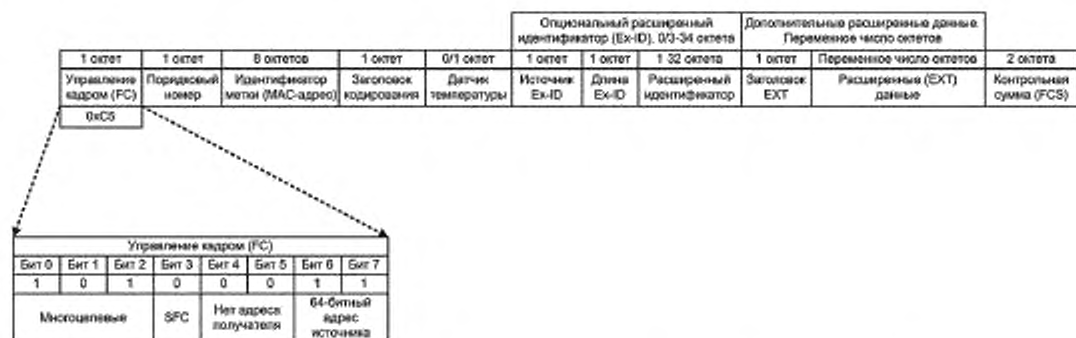 Опциональный расширенный идентификатор (Ex-ID). 0/3-34 октета
Дополнительные расширенные данные. Переменное число октетов
1 октет
1 октет
8 октетов
1 октет
0/1 октет
1 октет
1 октет
1 32 октета
1 октет
Переменное число октетов
2 октета
Управление кадром (FC)
Порядковый номер
Идентификатор метки (MAC-адрес)
Заголовок кодирования
Датчик температуры
Источник Ex-ID
Длина Ex-ID
Расширенный идентификатор
Заголовок EXT
Расширенные (EXT) данные
Контрольная сумма (FCS)
0xC5
Управление кадром (FC)
Бит 0 Бит 1 Бит 2 Бит 3 Бит 4 Бит 5 Бит 6 Бит 7
1 0 1 0 0 0 1 1
Многоцелевые
SFC
Нет адреса получателя
64-битный адрес источника